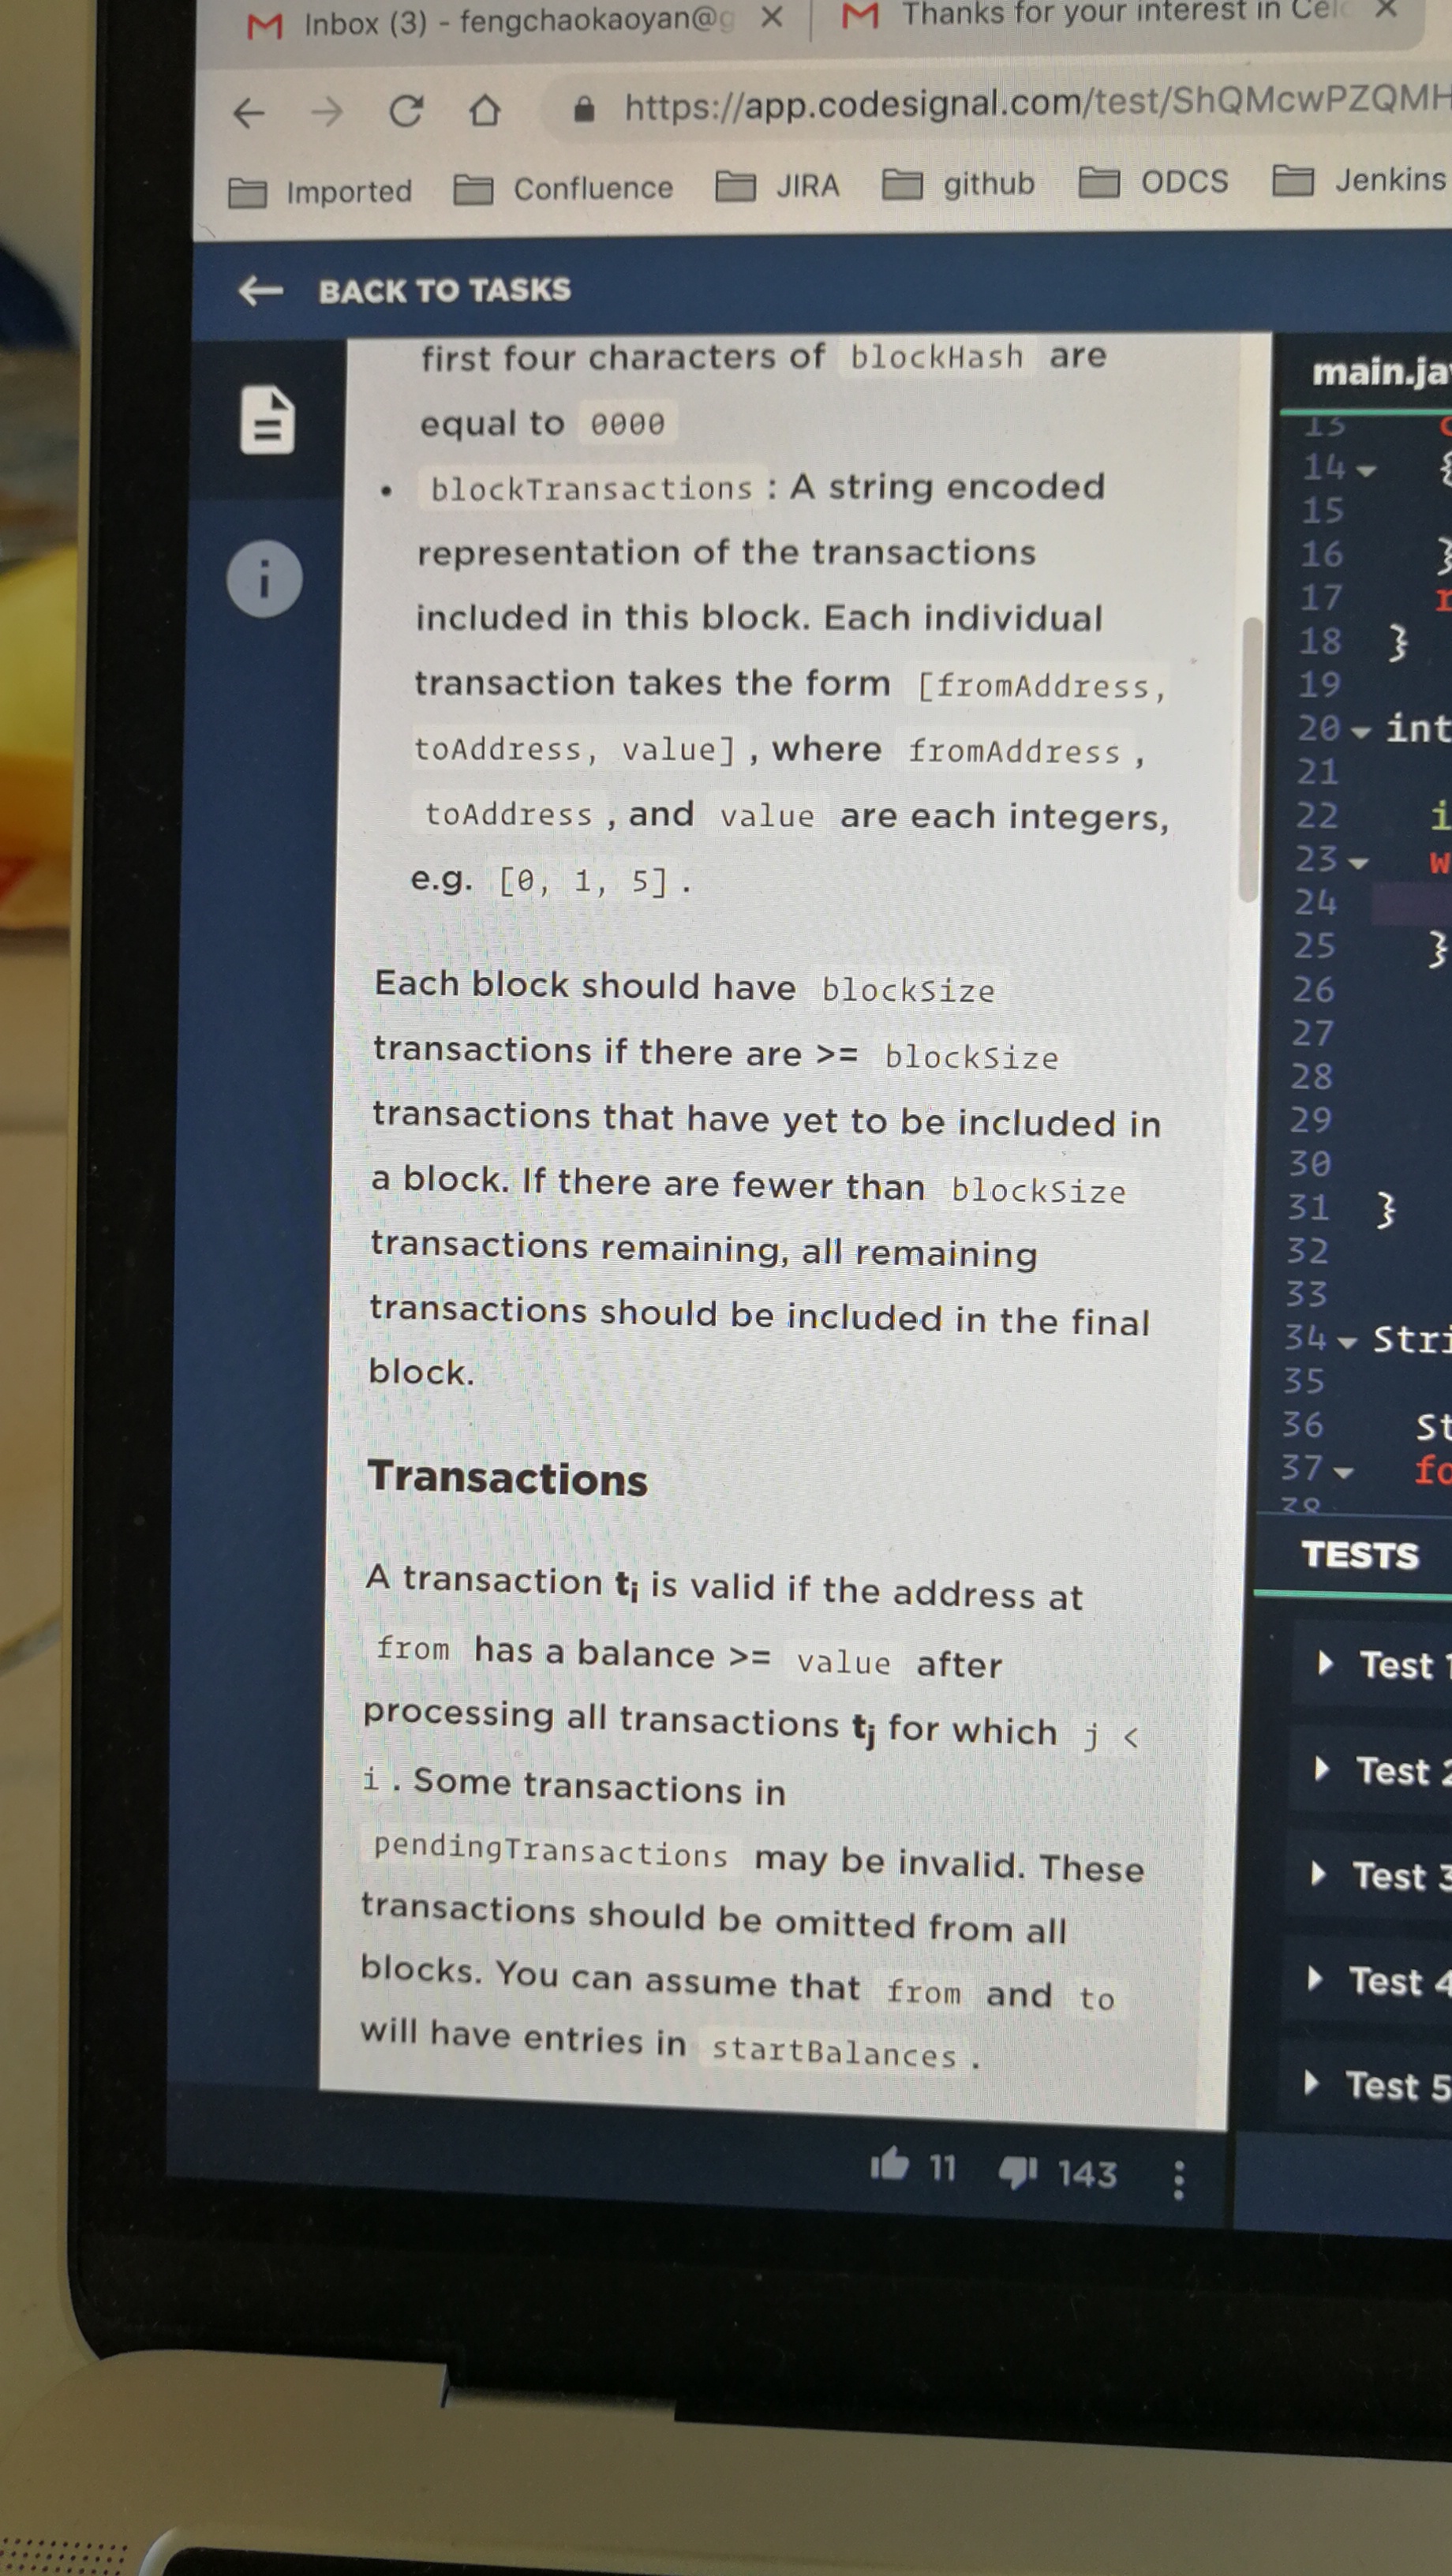 Inbox (3) - fengchaokaoyan@g
Thanks for your interest in Celo
https://app.codesignal.com/test/ShQMcwPZQMH
Imported Confluence JIRA github ODCS Jenkins
BACK TO TASKS
first four characters of blockHash are
equal to 0000
• blockTransactions : A string encoded
representation of the transactions
included in this block. Each individual
transaction takes the form [fromAddress,
toAddress, value] , where fromAddress ,
toAddress , and value are each integers,
e.g. [0, 1, 5] .
Each block should have blockSize
transactions if there are >= blockSize
transactions that have yet to be included in
a block. If there are fewer than blockSize
transactions remaining, all remaining
transactions should be included in the final
block.
Transactions
A transaction ti is valid if the address at
from has a balance >= value after
processing all transactions tj for which j <
i . Some transactions in
pendingTransactions may be invalid. These
transactions should be omitted from all
blocks. You can assume that from and to
will have entries in startBalances .
11 143
main.ja
13
14 {
15
16 }
17 r
18 }
19
20 int
21
22 i
23 w
24
25 }
26
27
28
29
30
31 }
32
33
34 Stri
35
36 St
37 fo
38
TESTS
Test 1
Test 2
Test 3
Test 4
Test 5